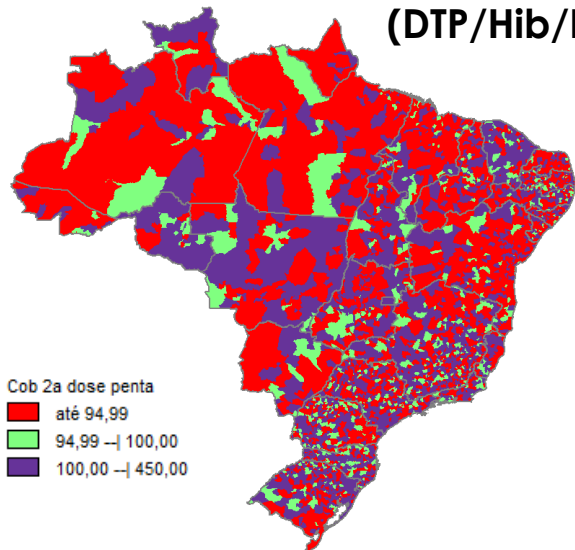 (DTP/Hib/
Cob 2a dose penta
até 94,99
94,99 --| 100,00
100,00 --| 450,00